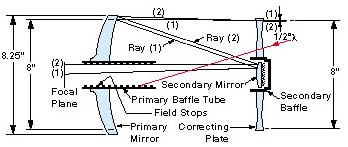 (2)
(1)
(1)
(2)
Ray (1)
Ray (2)
1/2°λ
8.25"
8"
(2)
(1)
8"
Focal
Plane
Secondary Mirror
Secondary
Baffle
Primary Baffle Tube
Field Stops
Primary
Mirror
Correcting
Plate